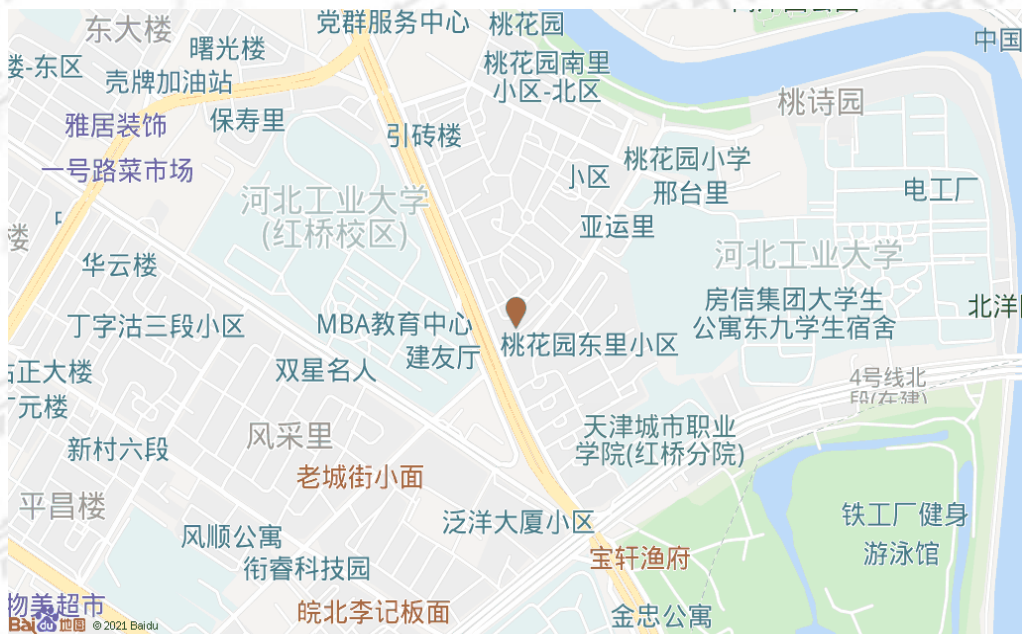 党群服务中心
桃花园
东大楼
曙光楼
中国
楼-东区
桃花园南里
小区-北区
壳牌加油站
桃诗园
雅居装饰
保寿里
引砖楼
一号路菜市场
桃花园小学
小区
邢台里
电工厂
河北工业大学
(红桥校区)
亚运里
楼
华云楼
河北工业大学
房信集团大学生
公寓东九学生宿舍
北洋
丁字沽三段小区
MBA教育中心
建友厅
桃花园东里小区
双星名人
正大楼
元楼
4号线北
段(在建)
风采里
天津城市职业
学院(红桥分院)
新村六段
老城街小面
平昌楼
泛洋大厦小区
铁工厂健身
游泳馆
风顺公寓
衔睿科技园
宝轩渔府
物美超市
皖北李记板面
金忠公寓
Bai du 地图 © 2021 Baidu